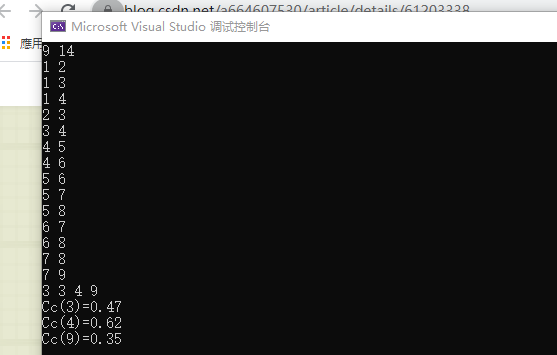 blog.csdn.net/a664607530/article/details/61203338
Microsoft Visual Studio 调试控制台
應用
9 14
1 2
1 3
1 4
2 3
3 4
4 5
4 6
5 6
5 7
5 8
6 7
6 8
7 8
7 9
3 3 4 9
Cc(3)=0.47
Cc(4)=0.62
Cc(9)=0.35